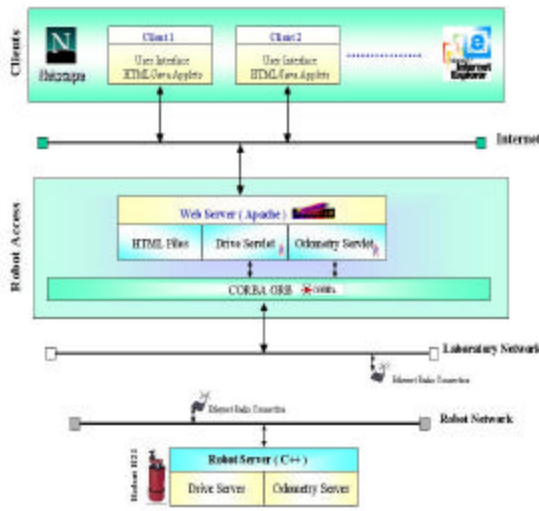 Clients
Netscape
Client 1
User Interface
HTML/Java Applets
Client 2
User Interface
HTML/Java Applets
Internet Explorer
Internet
Robot Access
Web Server ( Apache )
HTML Files
Drive Servlet
Odometry Servlet
CORBA ORB
CORBA
Laboratory Network
Ethernet Radio Connection
Ethernet Radio Connection
Robot Network
Robot Server ( C++ )
Drive Server
Odometry Server